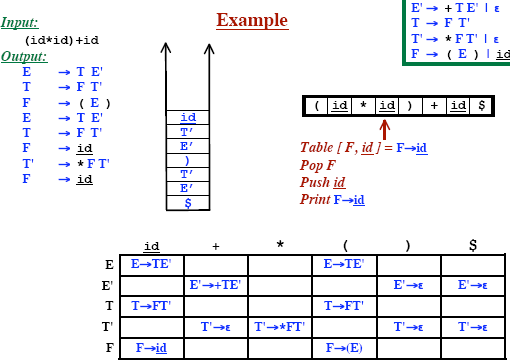 Example
Input:
(id*id)+id
Output:
E → T E'
T → F T'
F → ( E )
E → T E'
T → F T'
F → id
T' → * F T'
F → id
id
T'
E'
)
T'
E'
$
E' → + T E' | ε
T → F T'
T' → * F T' | ε
F → ( E ) | id
( id * id ) + id $
Table [ F, id ] = F→id
Pop F
Push id
Print F→id
id + * ( ) $
E E→TE' E→TE'
E' E'→+TE' E'→ε E'→ε
T T→FT' T→FT'
T' T'→ε T'→*FT' T'→ε T'→ε
F F→id F→(E)